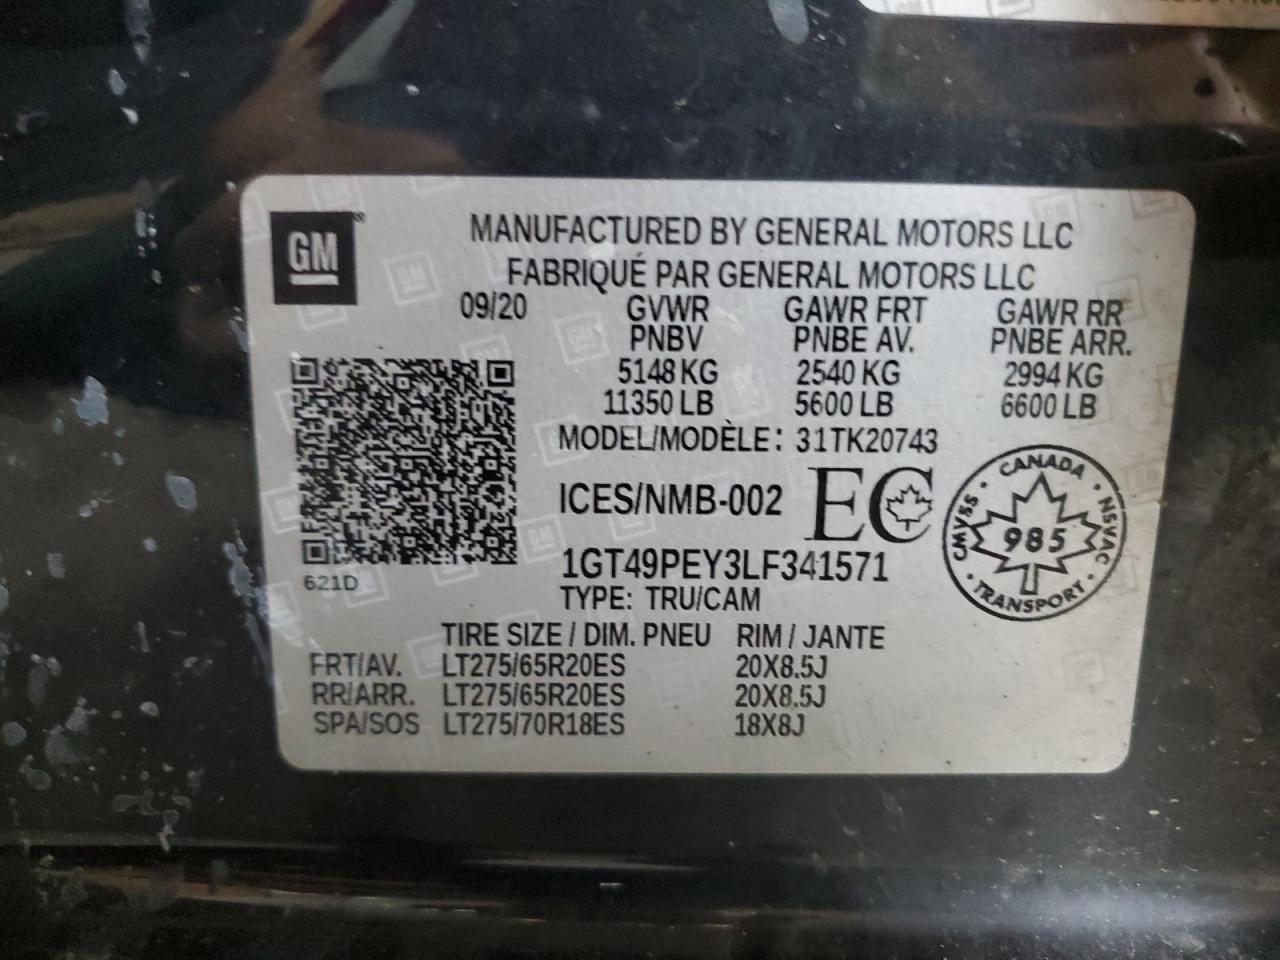 GM®
MANUFACTURED BY GENERAL MOTORS LLC
FABRIQUÉ PAR GENERAL MOTORS LLC
09/20 GVWR GAWR FRT GAWR RR
PNBV PNBE AV. PNBE ARR.
5148 KG 2540 KG 2994 KG
11350 LB 5600 LB 6600 LB
MODEL/MODÈLE: 31TK20743
ICES/NMB-002 EC
CANADA · NSVAC · TRANSPORT · CMVSS ·
985
1GT49PEY3LF341571
621D
TYPE: TRU/CAM
TIRE SIZE / DIM. PNEU RIM / JANTE
FRT/AV. LT275/65R20ES 20X8.5J
RR/ARR. LT275/65R20ES 20X8.5J
SPA/SOS LT275/70R18ES 18X8J